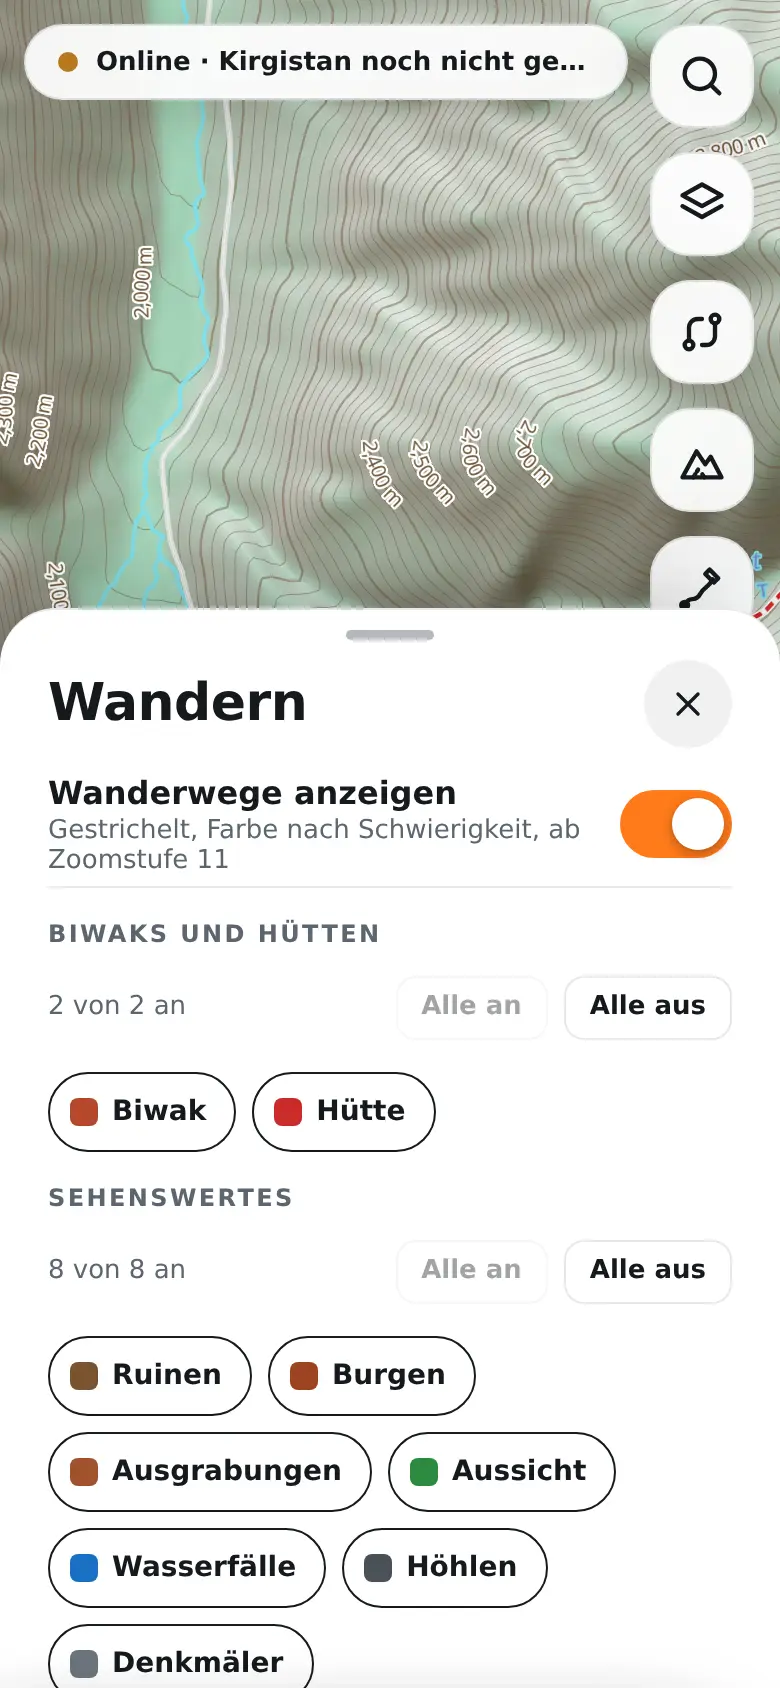 Online · Kirgistan noch nicht ge...
2,000 m
2,200 m
2,400 m
2,500 m
2,600 m
2,700 m
Wandern
Wanderwege anzeigen
Gestrichelt, Farbe nach Schwierigkeit, ab
Zoomstufe 11
BIWAKS UND HÜTTEN
2 von 2 an
Alle an
Alle aus
Biwak
Hütte
SEHENSWERTES
8 von 8 an
Alle an
Alle aus
Ruinen
Burgen
Ausgrabungen
Aussicht
Wasserfälle
Höhlen
Denkmäler